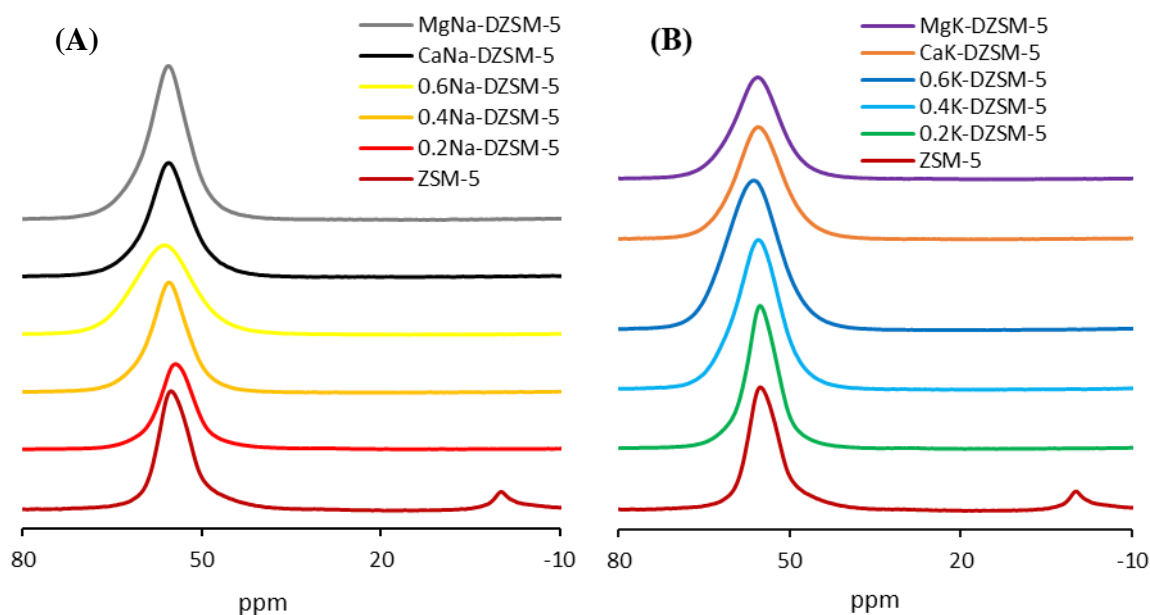 (A)
MgNa-DZSM-5
CaNa-DZSM-5
0.6Na-DZSM-5
0.4Na-DZSM-5
0.2Na-DZSM-5
ZSM-5
80 50 20 -10
ppm
(B)
MgK-DZSM-5
CaK-DZSM-5
0.6K-DZSM-5
0.4K-DZSM-5
0.2K-DZSM-5
ZSM-5
80 50 20 -10
ppm